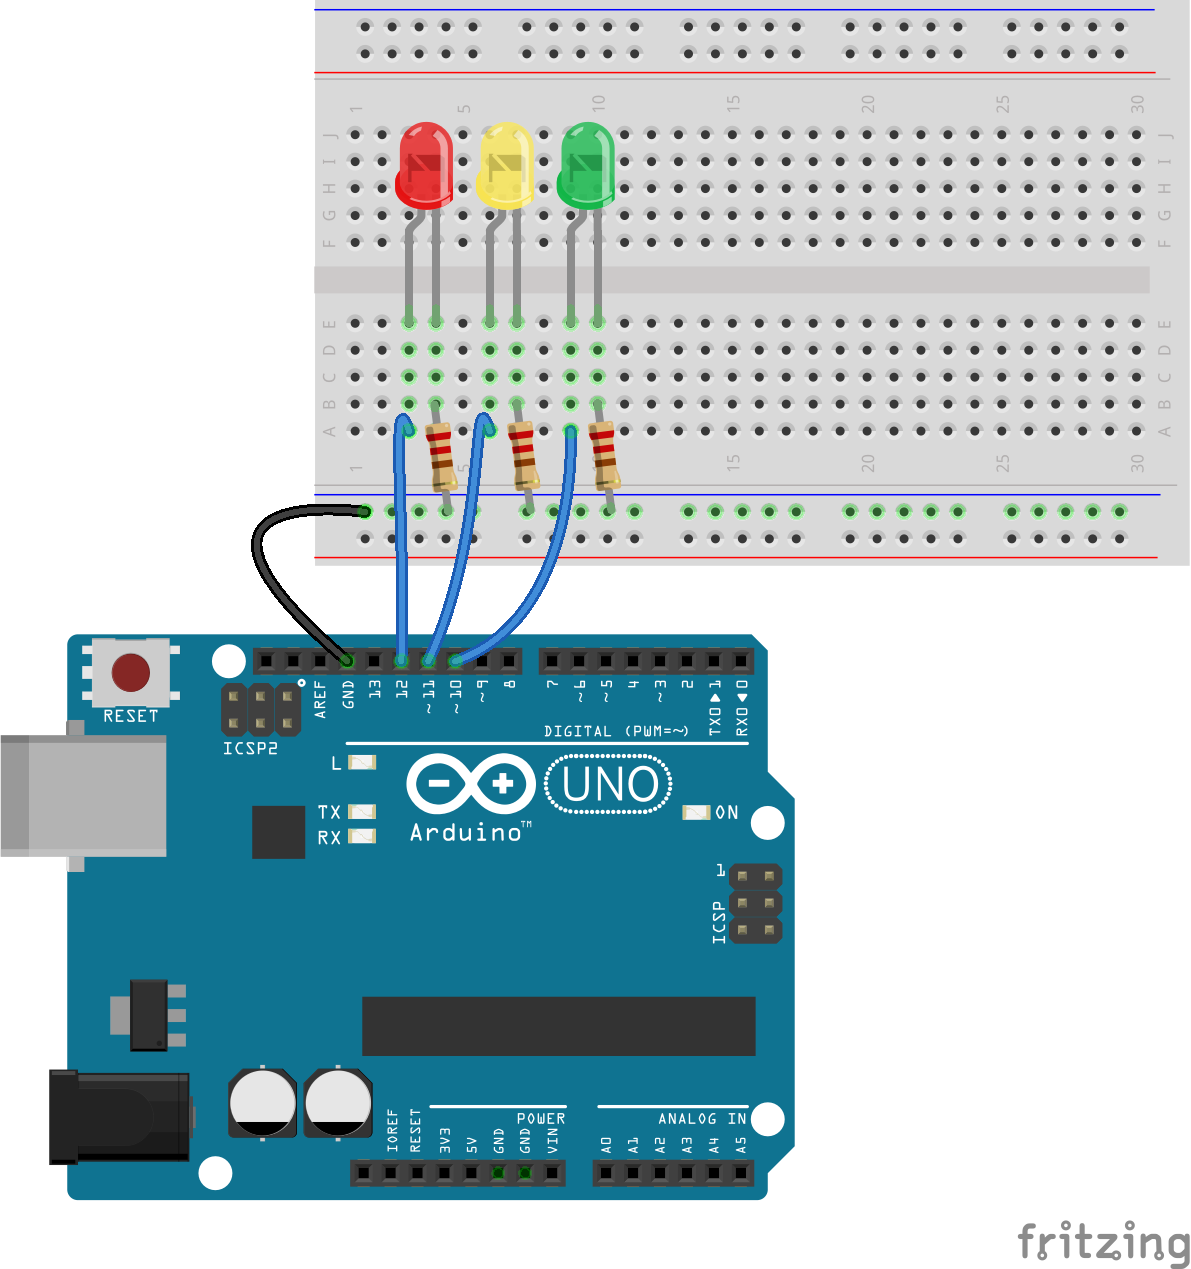 1 5 10 15 20 25 30
J J
I I
H H
G G
F F
E E
D D
C C
B B
A A
1 5 15 20 25 30
AREF GND 13 12 ~11 ~10 ~9 8 7 ~6 ~5 4 ~3 2 TX0▶1 RX0◀0
RESET
ICSP2
DIGITAL (PWM=~)
L
UNO
TX
ON
RX
Arduino™
1
ICSP
POWER
ANALOG IN
IOREF RESET 3V3 5V GND GND VIN A0 A1 A2 A3 A4 A5
fritzing